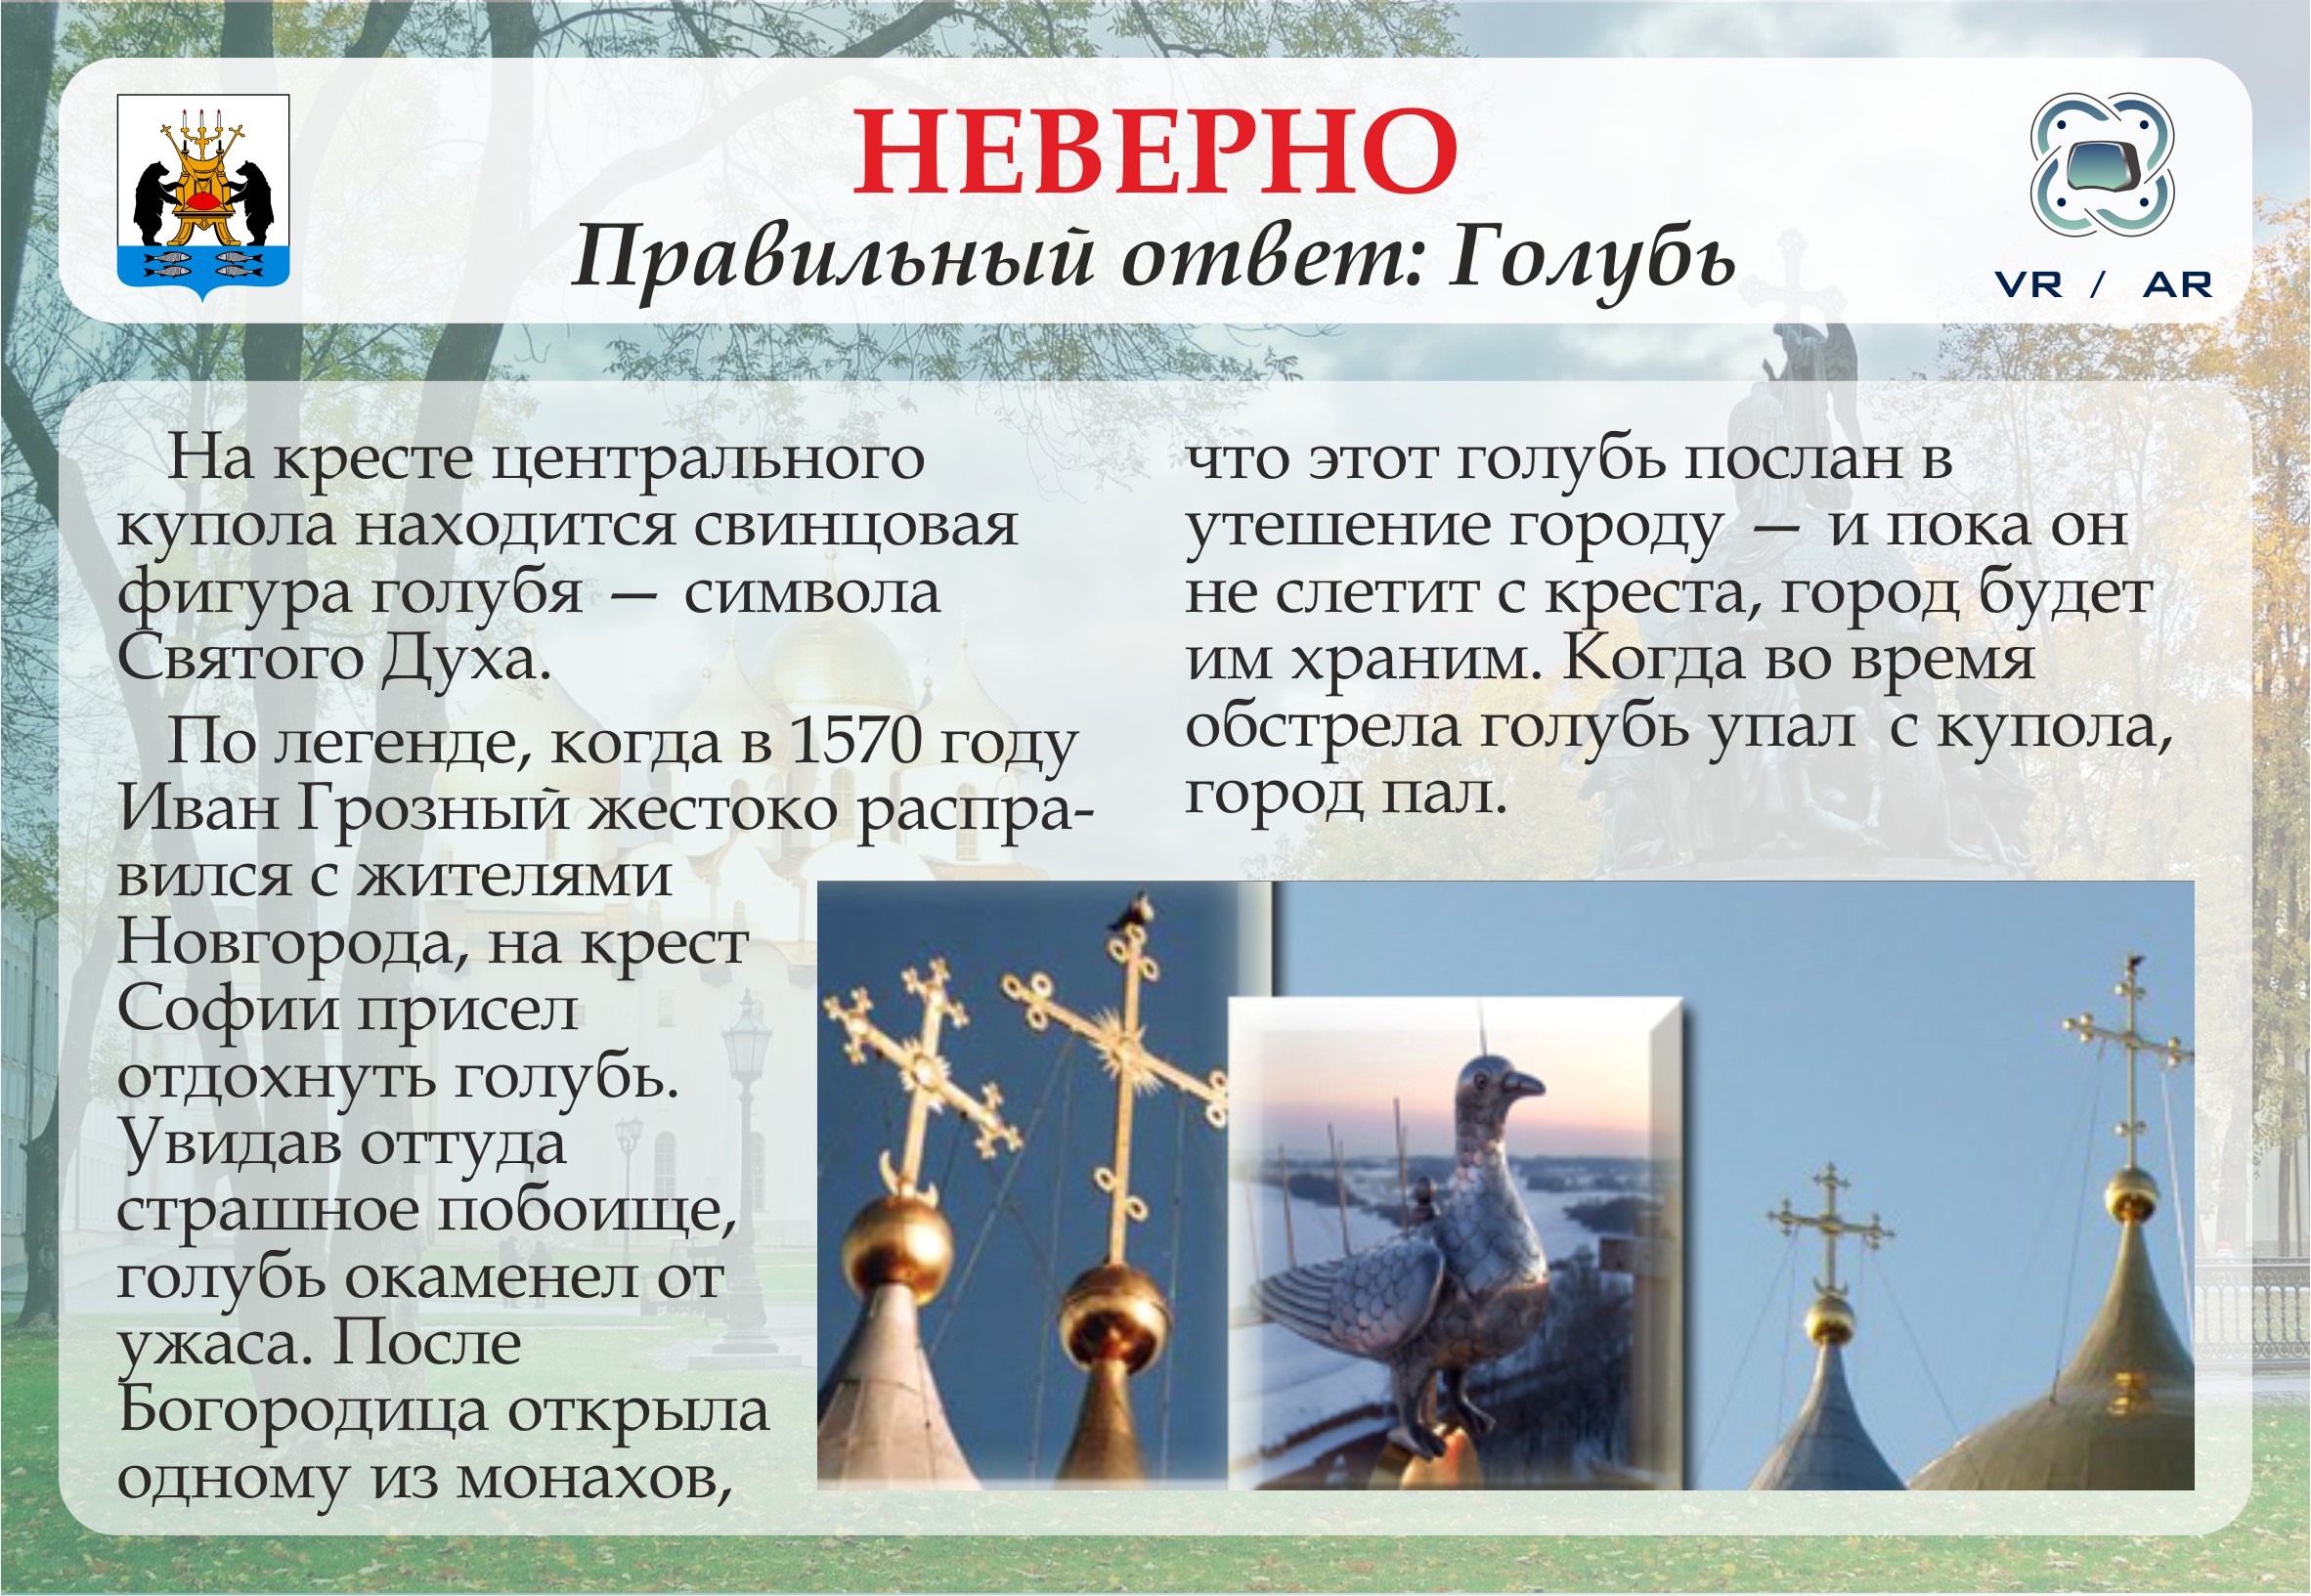 НЕВЕРНО
Правильный ответ: Голубь
VR / AR
На кресте центрального
купола находится свинцовая
фигура голубя — символа
Святого Духа.
По легенде, когда в 1570 году
Иван Грозный жестоко распра-
вился с жителями
Новгорода, на крест
Софии присел
отдохнуть голубь.
Увидав оттуда
страшное побоище,
голубь окаменел от
ужаса. После
Богородица открыла
одному из монахов,
что этот голубь послан в
утешение городу — и пока он
не слетит с креста, город будет
им храним. Когда во время
обстрела голубь упал с купола,
город пал.